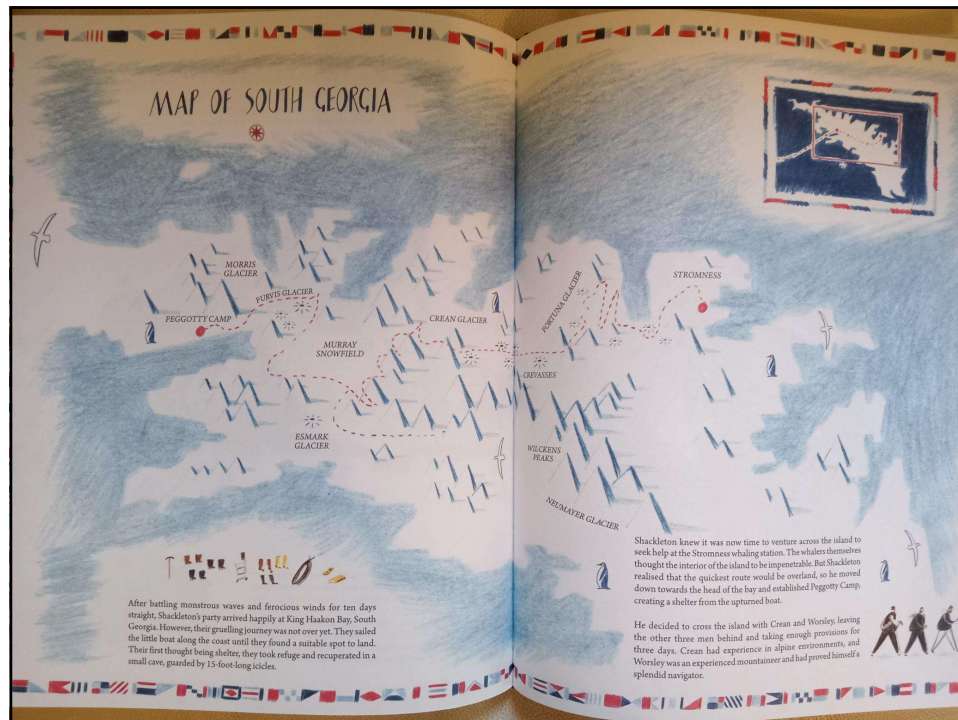 MAP OF SOUTH GEORGIA
MORRIS
GLACIER
PURVIS GLACIER
PEGGOTTY CAMP
CREAN GLACIER
MURRAY
SNOWFIELD
ESMARK
GLACIER
FORTUNA GLACIER
STROMNESS
CREVASSES
WILCKENS
PEAKS
NEUMAYER GLACIER
After battling monstrous waves and ferocious winds for ten days
straight, Shackleton's party arrived happily at King Haakon Bay, South
Georgia. However, their gruelling journey was not over yet. They sailed
the little boat along the coast until they found a suitable spot to land.
Their first thought being shelter, they took refuge and recuperated in a
small cave, guarded by 15-foot-long icicles.
Shackleton knew it was now time to venture across the island to
seek help at the Stromness whaling station. The whalers themselves
thought the interior of the island to be impenetrable. But Shackleton
realised that the quickest route would be overland, so he moved
down towards the head of the bay and established Peggotty Camp,
creating a shelter from the upturned boat.
He decided to cross the island with Crean and Worsley, leaving
the other three men behind and taking enough provisions for
three days. Crean had experience in alpine environments, and
Worsley was an experienced mountaineer and had proved himself a
splendid navigator.